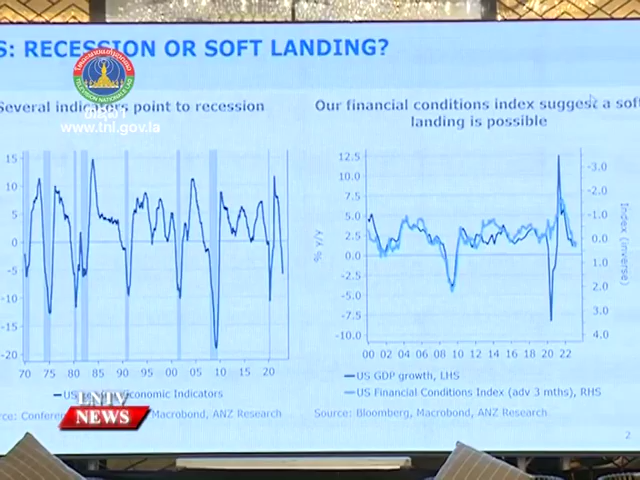 S: RECESSION OR SOFT LANDING?
Several indicators point to recession
Our financial conditions index suggest a soft
landing is possible
www.tnl.gov.la
15
10
5
0
-5
-10
-15
-20
70 75 80 85 90 95 00 05 10 15 20
12.5
10.0
7.5
5.0
2.5
0.0
-2.5
-5.0
-7.5
-10.0
y/y %
-3.0
-2.0
-1.0
0.0
1.0
2.0
3.0
4.0
Index (inverse)
00 02 04 06 08 10 12 14 16 18 20 22
US Economic Indicators
US GDP growth, LHS
US Financial Conditions Index (adv 3 mths), RHS
Macrobond, ANZ Research
Source: Bloomberg, Macrobond, ANZ Research
LNTV
NEWS
2